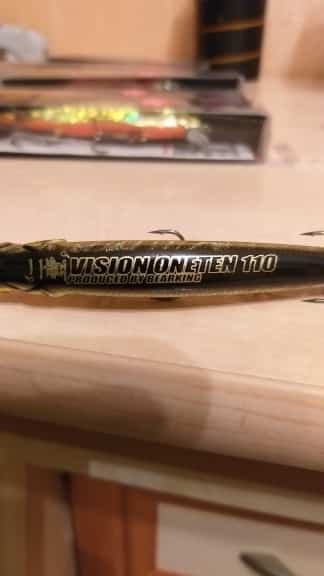 VISION ONETEN 110
PRODUCED BY BEARKING